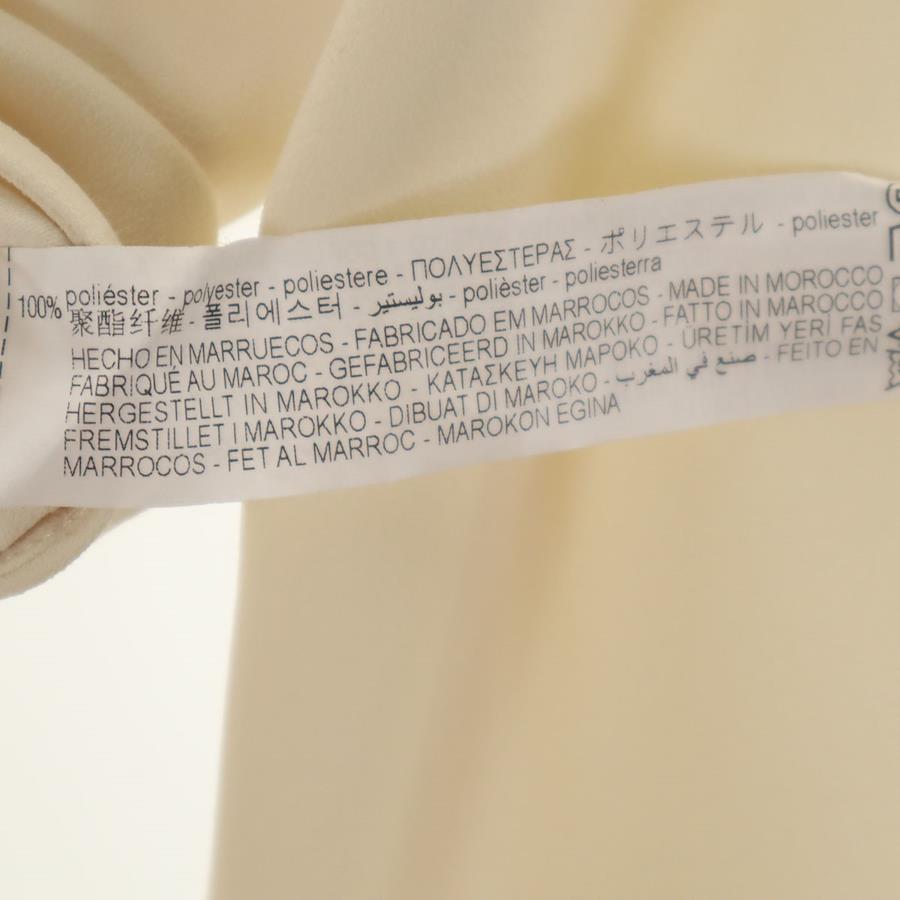 100% poliéster - polyester - poliestere - ΠΟΛΥΕΣΤΕΡΑΣ - ポリエステル - poliester
聚酯纤维 - 폴리에스터 - بوليستير - polièster - poliesterra
HECHO EN MARRUECOS - FABRICADO EM MARROCOS - MADE IN MOROCCO
FABRIQUÉ AU MAROC - GEFABRICEERD IN MAROKKO - FATTO IN MAROCCO
HERGESTELLT IN MAROKKO - ΚΑΤΑΣΚΕΥΗ ΜΑΡΟΚΟ - ÜRETİM YERİ FAS
FREMSTILLET I MAROKKO - DIBUAT DI MAROKO - صنع في المغرب - FEITO EN
MARROCOS - FET AL MARROC - MAROKON EGINA